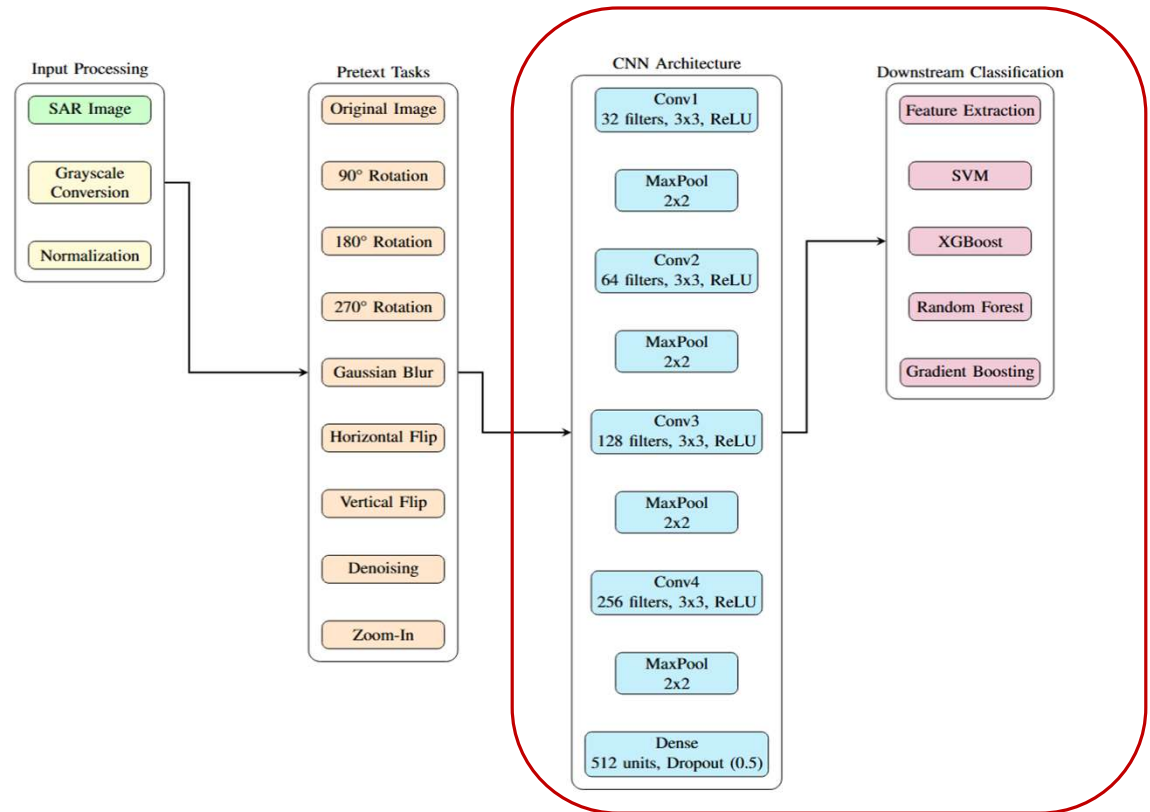 Input Processing
SAR Image
Grayscale
Conversion
Normalization
Pretext Tasks
Original Image
90° Rotation
180° Rotation
270° Rotation
Gaussian Blur
Horizontal Flip
Vertical Flip
Denoising
Zoom-In
CNN Architecture
Conv1
32 filters, 3x3, ReLU
MaxPool
2x2
Conv2
64 filters, 3x3, ReLU
MaxPool
2x2
Conv3
128 filters, 3x3, ReLU
MaxPool
2x2
Conv4
256 filters, 3x3, ReLU
MaxPool
2x2
Dense
512 units, Dropout (0.5)
Downstream Classification
Feature Extraction
SVM
XGBoost
Random Forest
Gradient Boosting